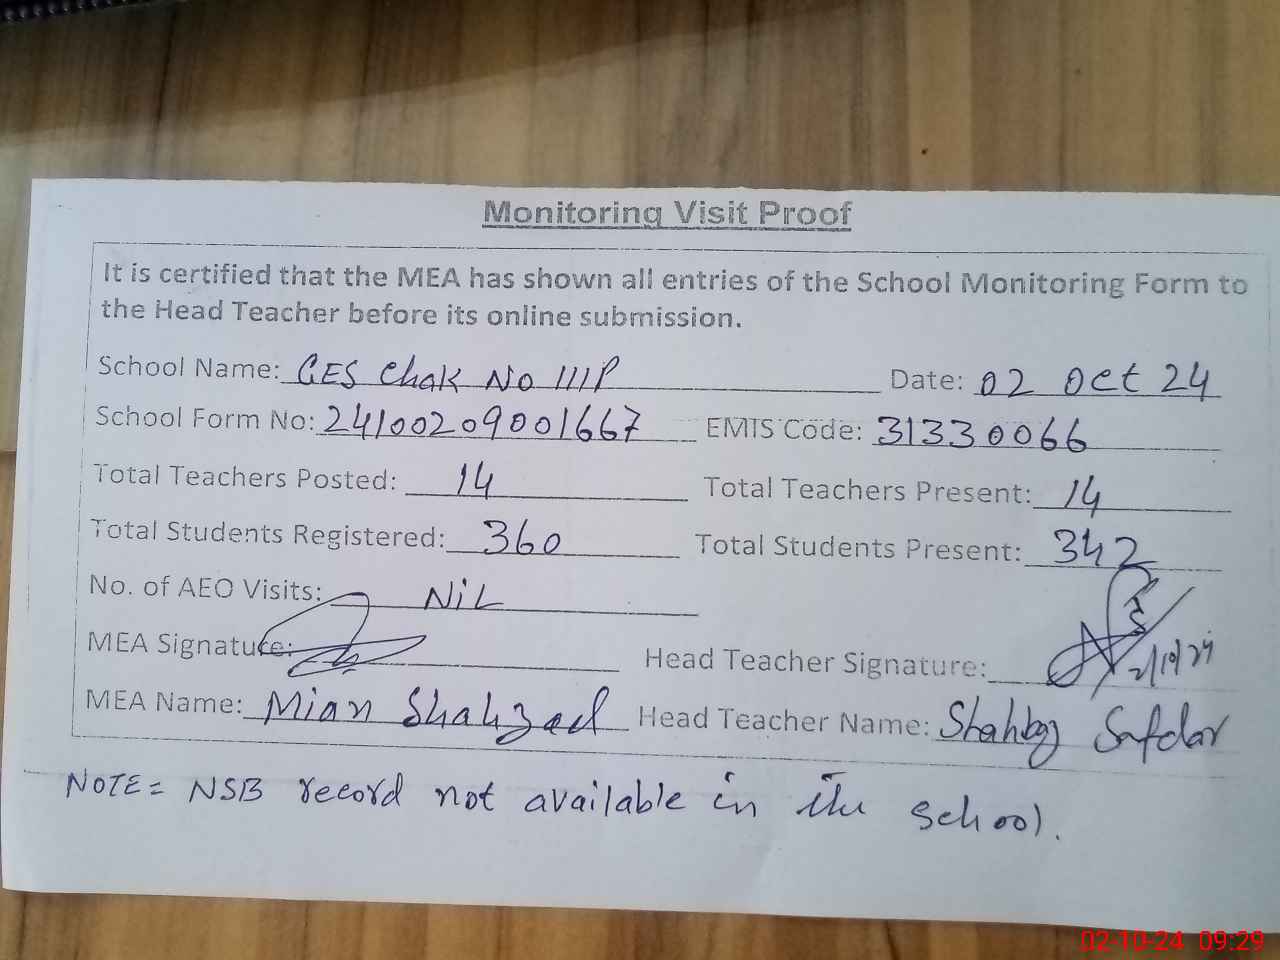 Monitoring Visit Proof
It is certified that the MEA has shown all entries of the School Monitoring Form to
the Head Teacher before its online submission.
School Name: GES Chak No 111P Date: 02 Oct 24
School Form No: 24100209001667 EMIS Code: 31330066
Total Teachers Posted: 14 Total Teachers Present: 14
Total Students Registered: 360 Total Students Present: 342
No. of AEO Visits: NiL
MEA Signature: Head Teacher Signature: 2/10/24
MEA Name: Mian Shahzad Head Teacher Name: Shahbaz Safdar
NOTE = NSB record not available in the school.
02-10-24 09:29